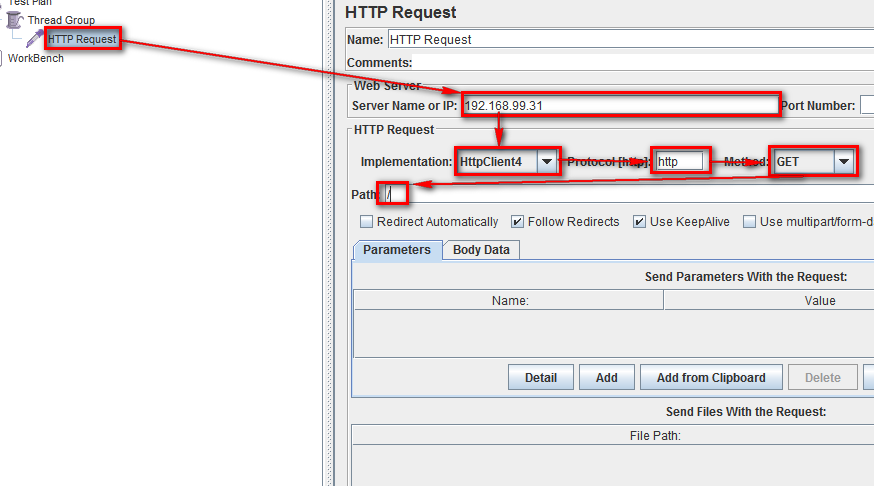 Test Plan
Thread Group
HTTP Request
WorkBench
HTTP Request
Name: HTTP Request
Comments:
Web Server
Server Name or IP: 192.168.99.31 Port Number:
HTTP Request
Implementation: HttpClient4 Protocol [http]: http Method: GET
Path: /
Redirect Automatically Follow Redirects Use KeepAlive Use multipart/form-d
Parameters Body Data
Send Parameters With the Request:
Name: Value
Detail Add Add from Clipboard Delete
Send Files With the Request:
File Path: